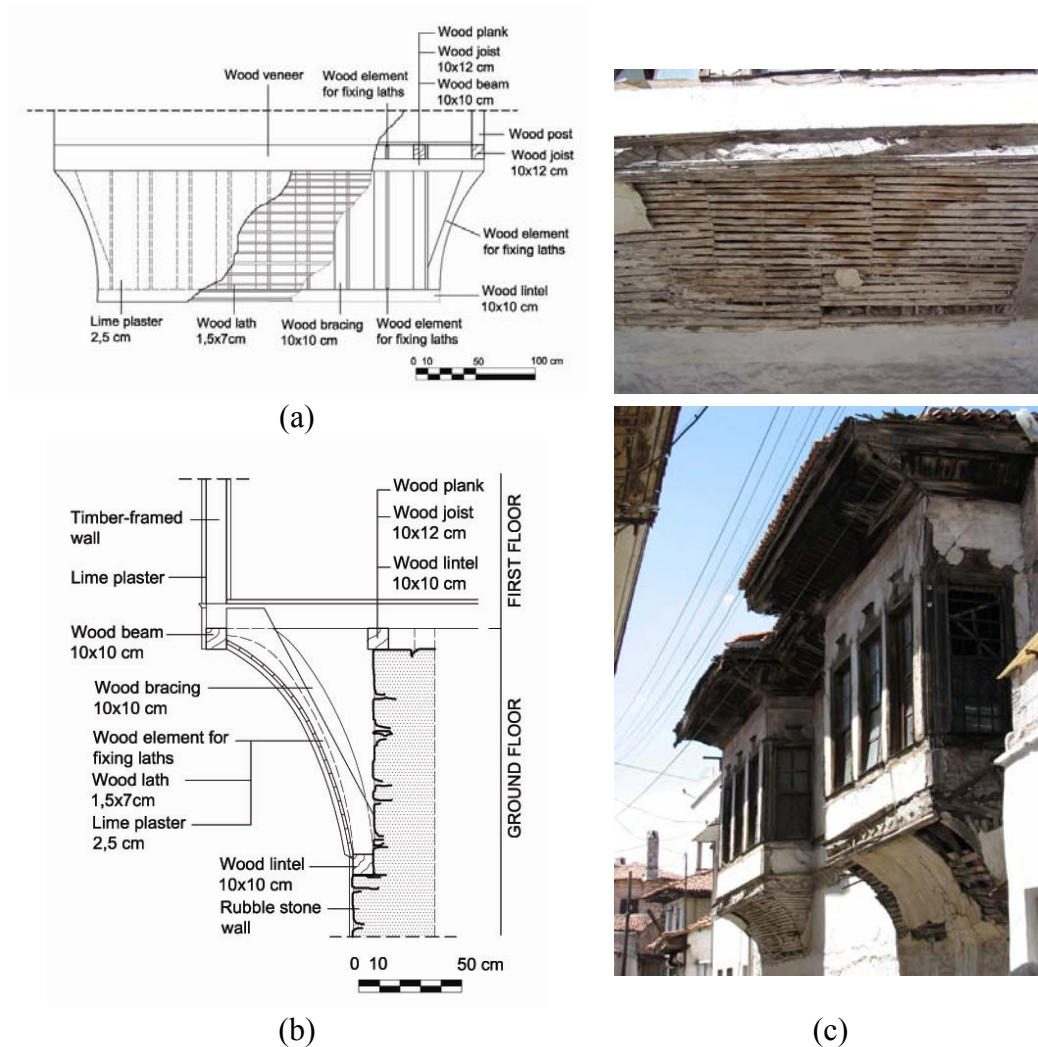 Wood plank
Wood joist
10x12 cm
Wood beam
10x10 cm
Wood veneer
Wood element
for fixing laths
Wood post
Wood joist
10x12 cm
Wood element
for fixing laths
Wood lintel
10x10 cm
Lime plaster
2,5 cm
Wood lath
1,5x7cm
Wood bracing
10x10 cm
Wood element
for fixing laths
0 10 50 100 cm
(a)
Timber-framed
wall
Lime plaster
Wood beam
10x10 cm
Wood bracing
10x10 cm
Wood element for
fixing laths
Wood lath
1,5x7cm
Lime plaster
2,5 cm
Wood lintel
10x10 cm
Rubble stone
wall
Wood plank
Wood joist
10x12 cm
Wood lintel
10x10 cm
FIRST FLOOR
GROUND FLOOR
0 10 50 cm
(b)
(c)